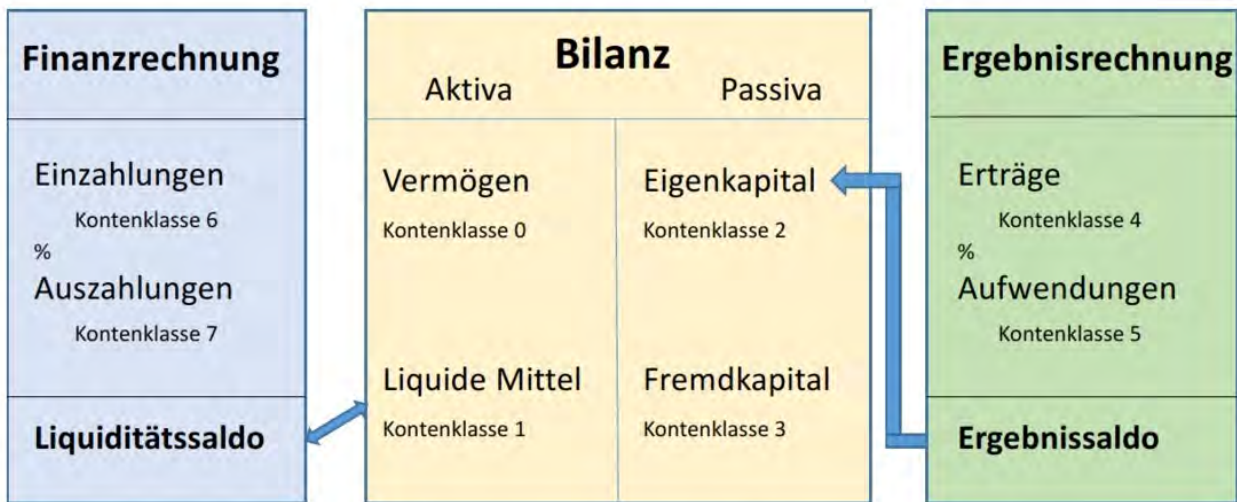 Finanzrechnung
Einzahlungen
Kontenklasse 6
%
Auszahlungen
Kontenklasse 7
Liquiditätssaldo
Bilanz
Aktiva
Passiva
Vermögen
Kontenklasse 0
Liquide Mittel
Kontenklasse 1
Eigenkapital
Kontenklasse 2
Fremdkapital
Kontenklasse 3
Ergebnisrechnung
Erträge
Kontenklasse 4
%
Aufwendungen
Kontenklasse 5
Ergebnissaldo